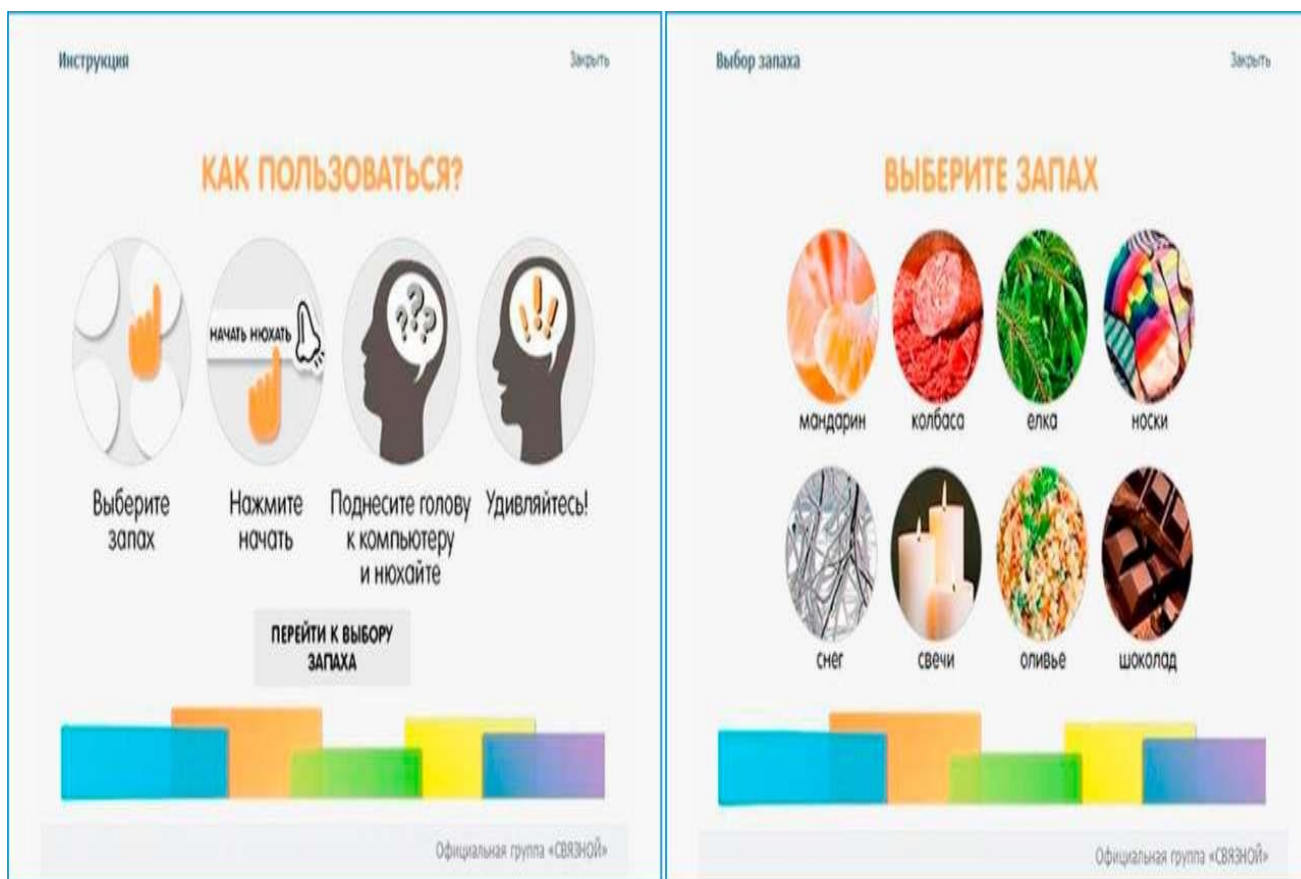 Инструкция
Закрыть
КАК ПОЛЬЗОВАТЬСЯ?
НАЧАТЬ НЮХАТЬ
???
!!!
Выберите
запах
Нажмите
начать
Поднесите голову
к компьютеру
и нюхайте
Удивляйтесь!
ПЕРЕЙТИ К ВЫБОРУ
ЗАПАХА
Официальная группа «СВЯЗНОЙ»
Выбор запаха
Закрыть
ВЫБЕРИТЕ ЗАПАХ
мандарин
колбаса
елка
носки
снег
свечи
оливье
шоколад
Официальная группа «СВЯЗНОЙ»